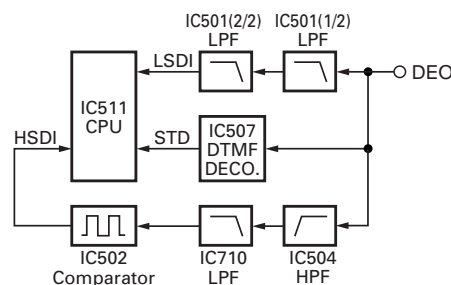 IC501(2/2) IC501(1/2)
LPF LPF
LSDI
DEO
IC511
CPU
HSDI
STD
IC507
DTMF
DECO.
IC502 IC710 IC504
Comparator LPF HPF